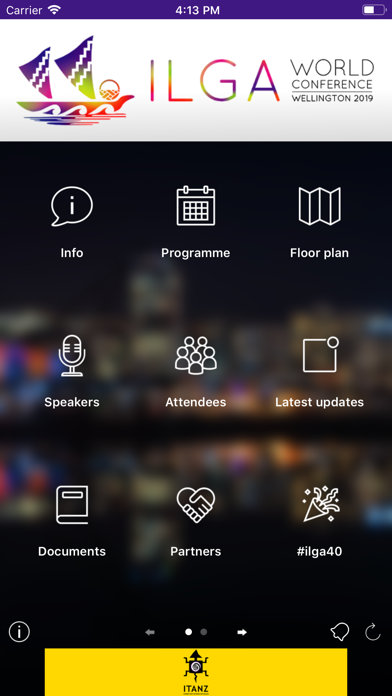 Carrier 4:13 PM
ILGA
WORLD
CONFERENCE
WELLINGTON 2019
Info Programme Floor plan
Speakers Attendees Latest updates
Documents Partners #ilga40
ITANZ